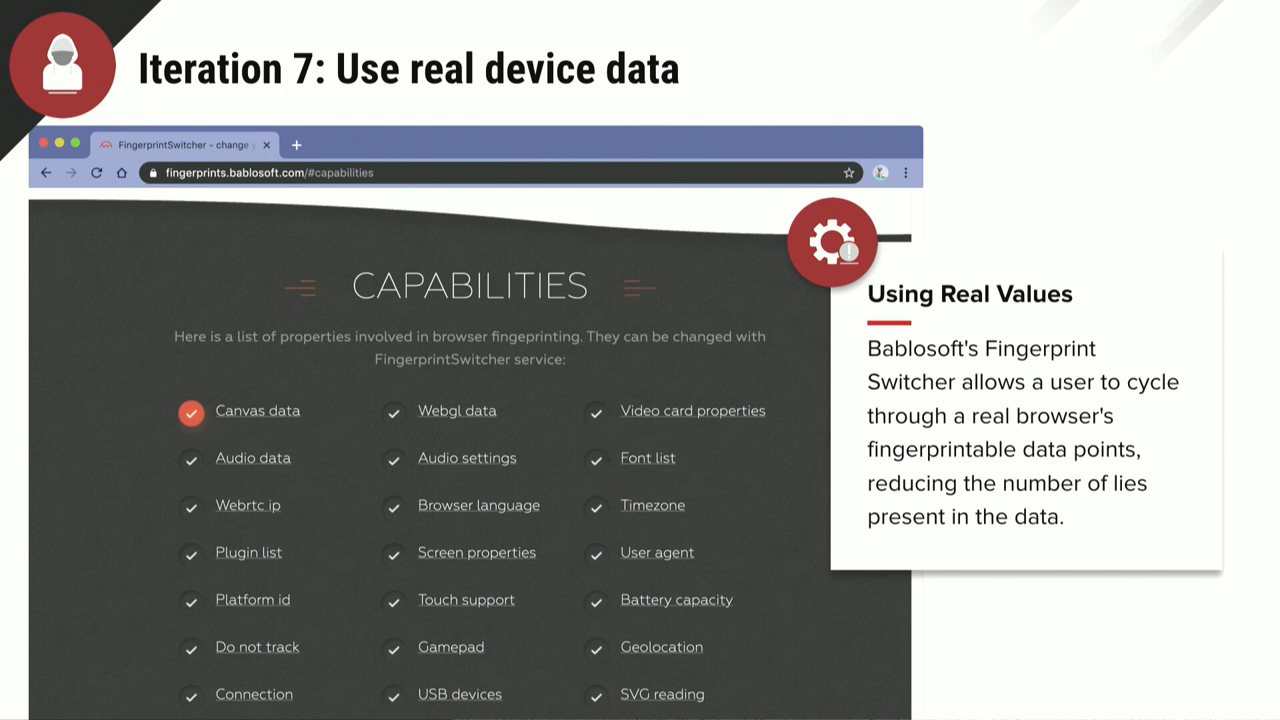 Iteration 7: Use real device data
FingerprintSwitcher - change
fingerprints.bablosoft.com/#capabilities
CAPABILITIES
Here is a list of properties involved in browser fingeprinting. They can be changed with
FingerprintSwitcher service:
Canvas data
Webgl data
Video card properties
Audio data
Audio settings
Font list
Webrtc ip
Browser language
Timezone
Plugin list
Screen properties
User agent
Platform id
Touch support
Battery capacity
Do not track
Gamepad
Geolocation
Connection
USB devices
SVG reading
Using Real Values
Bablosoft's Fingerprint
Switcher allows a user to cycle
through a real browser's
fingerprintable data points,
reducing the number of lies
present in the data.